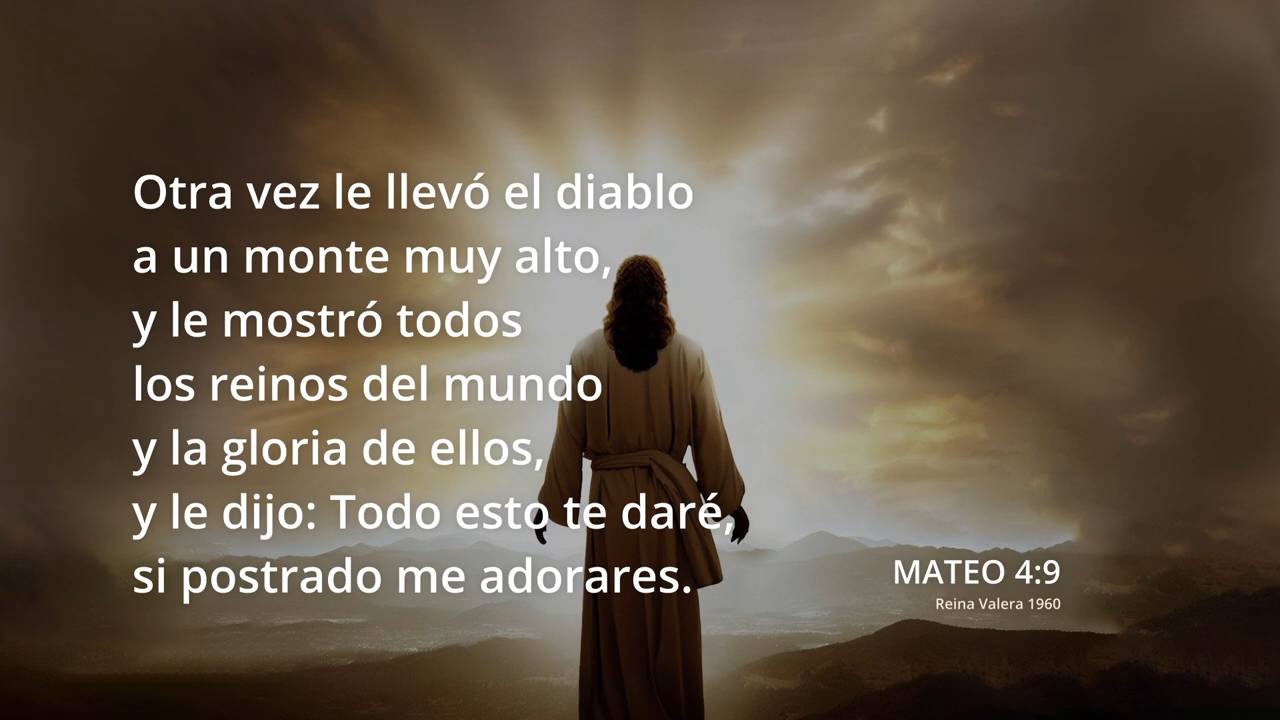 Otra vez le llevó el diablo
a un monte muy alto,
y le mostró todos
los reinos del mundo
y la gloria de ellos,
y le dijo: Todo esto te daré,
si postrado me adorares.
MATEO 4:9
Reina Valera 1960